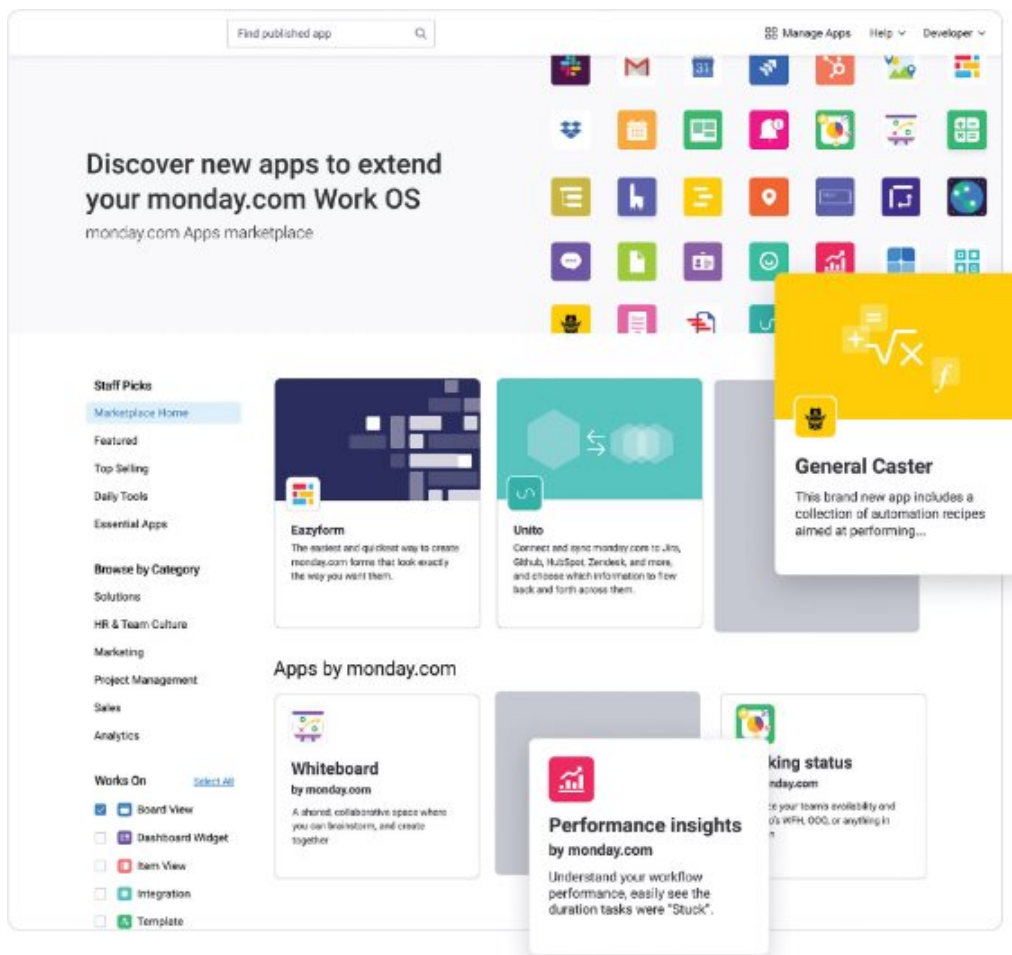 Find published app
Manage Apps
Help
Developer
31
Discover new apps to extend
your monday.com Work OS
monday.com Apps marketplace
Staff Picks
Marketplace Home
Featured
Top Selling
Daily Tools
Essential Apps
Browse by Category
Solutions
HR & Team Culture
Marketing
Project Management
Sales
Analytics
Works On
Select All
Board View
Dashboard Widget
Item View
Integration
Template
Eazyform
The easiest and quickest way to create
monday.com forms that look exactly
the way you want them.
Unito
Connect and sync monday.com to Jira,
Github, HubSpot, Zendesk, and more,
and choose which information to flow
back and forth across them.
General Caster
This brand new app includes a
collection of automation recipes
aimed at performing...
Apps by monday.com
Whiteboard
by monday.com
A shared, collaborative space where
you can brainstorm, and create
together
Performance insights
by monday.com
Understand your workflow
performance, easily see the
duration tasks were "Stuck".
king status
nday.com
your teams availability and
WFH, OOO, or anything in